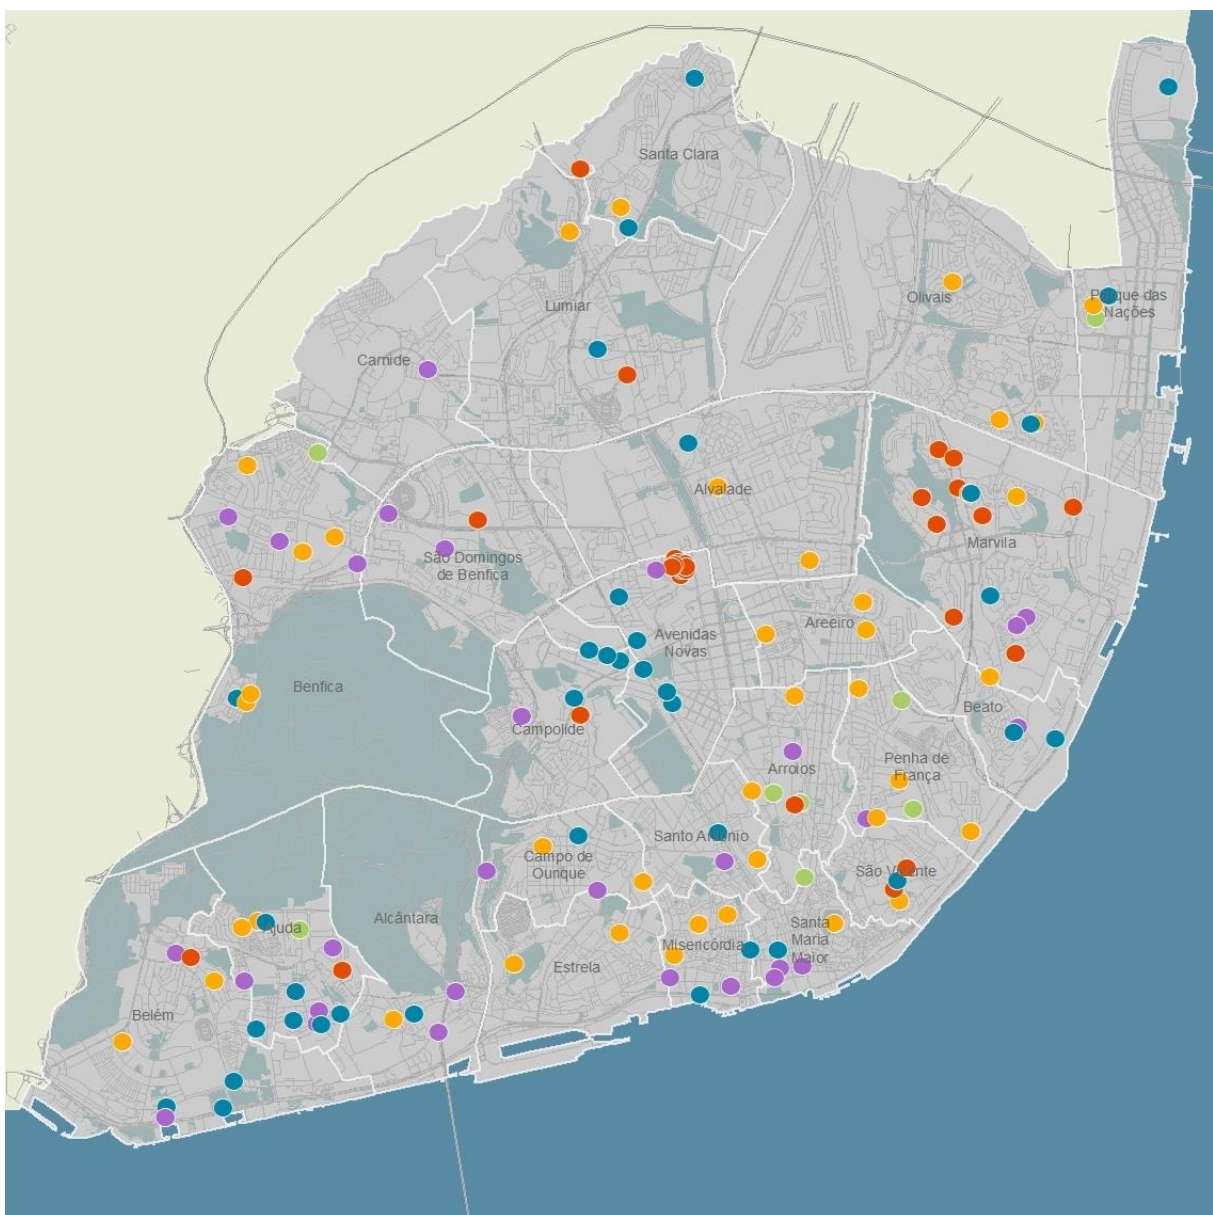 Santa Clara
Olivais
Parque das
Nações
Lumiar
Carnide
Alvalade
Marvila
São Domingos
de Benfica
Areeiro
Avenidas
Novas
Benfica
Beato
Campolide
Penha de
França
Arroios
Santo António
Campo de
Ourique
São Vicente
Alcântara
Ajuda
Santa
Maria
Maior
Misericórdia
Estrela
Belém